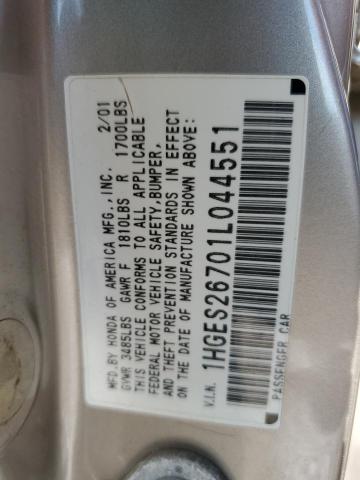 MFD.BY HONDA OF AMERICA MFG.,INC. 2/01
GVWR 3485LBS GAWR F 1810LBS R 1700LBS
THIS VEHICLE CONFORMS TO ALL APPLICABLE
FEDERAL MOTOR VEHICLE SAFETY,BUMPER,
AND THEFT PREVENTION STANDARDS IN EFFECT
ON THE DATE OF MANUFACTURE SHOWN ABOVE:
V.I.N. 1HGES26701L044551
PASSENGER CAR